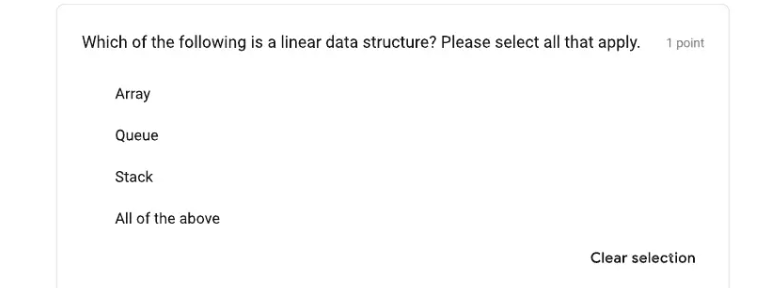 Which of the following is a linear data structure? Please select all that apply. 1 point
Array
Queue
Stack
All of the above
Clear selection